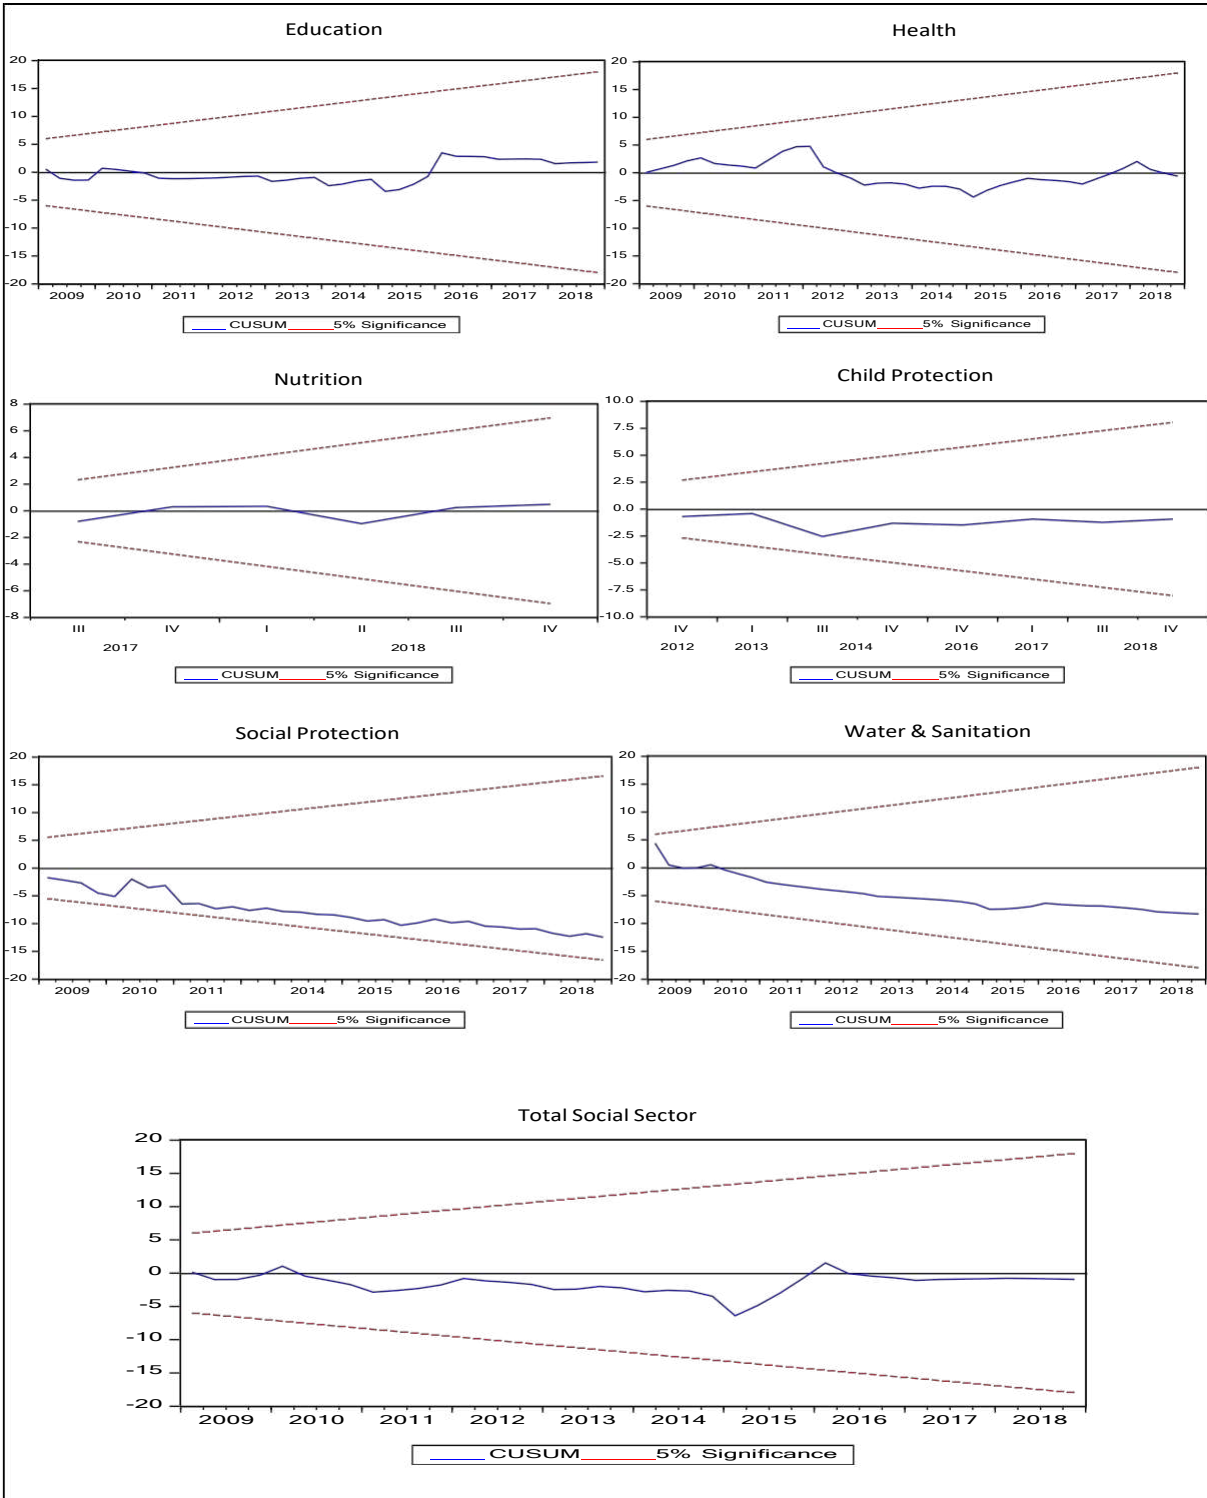 Education
20
15
10
5
0
-5
-10
-15
-20
2009 2010 2011 2012 2013 2014 2015 2016 2017 2018
CUSUM 5% Significance
Health
20
15
10
5
0
-5
-10
-15
-20
2009 2010 2011 2012 2013 2014 2015 2016 2017 2018
CUSUM 5% Significance
Nutrition
8
6
4
2
0
-2
-4
-6
-8
III IV I II III IV
2017 2018
CUSUM 5% Significance
Child Protection
10.0
7.5
5.0
2.5
0.0
-2.5
-5.0
-7.5
-10.0
IV I III IV IV I III IV
2012 2013 2014 2016 2017 2018
CUSUM 5% Significance
Social Protection
20
15
10
5
0
-5
-10
-15
-20
2009 2010 2011 2014 2015 2016 2017 2018
CUSUM 5% Significance
Water & Sanitation
20
15
10
5
0
-5
-10
-15
-20
2009 2010 2011 2012 2013 2014 2015 2016 2017 2018
CUSUM 5% Significance
Total Social Sector
20
15
10
5
0
-5
-10
-15
-20
2009 2010 2011 2012 2013 2014 2015 2016 2017 2018
CUSUM 5% Significance